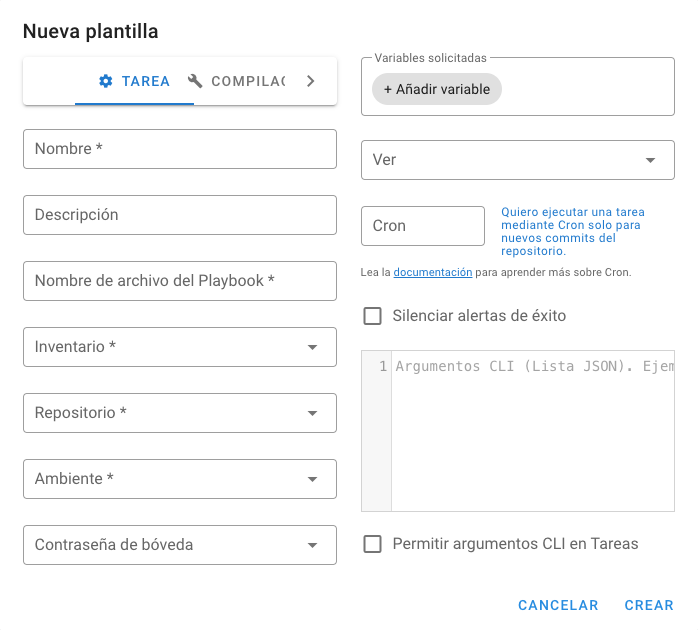 Nueva plantilla
TAREA
COMPILAC
Nombre *
Descripción
Nombre de archivo del Playbook *
Inventario *
Repositorio *
Ambiente *
Contraseña de bóveda
Variables solicitadas
+ Añadir variable
Ver
Cron
Quiero ejecutar una tarea
mediante Cron solo para
nuevos commits del
repositorio.
Lea la documentación para aprender más sobre Cron.
Silenciar alertas de éxito
1 Argumentos CLI (Lista JSON). Ejem
Permitir argumentos CLI en Tareas
CANCELAR
CREAR